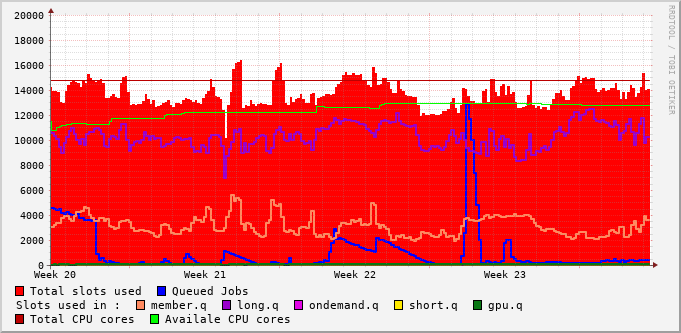 20000
18000
16000
14000
12000
10000
8000
6000
4000
2000
0
Week 20 Week 21 Week 22 Week 23
RRDTOOL / TOBI OETIKER
Total slots used Queued Jobs
Slots used in : member.q long.q ondemand.q short.q gpu.q
Total CPU cores Availale CPU cores